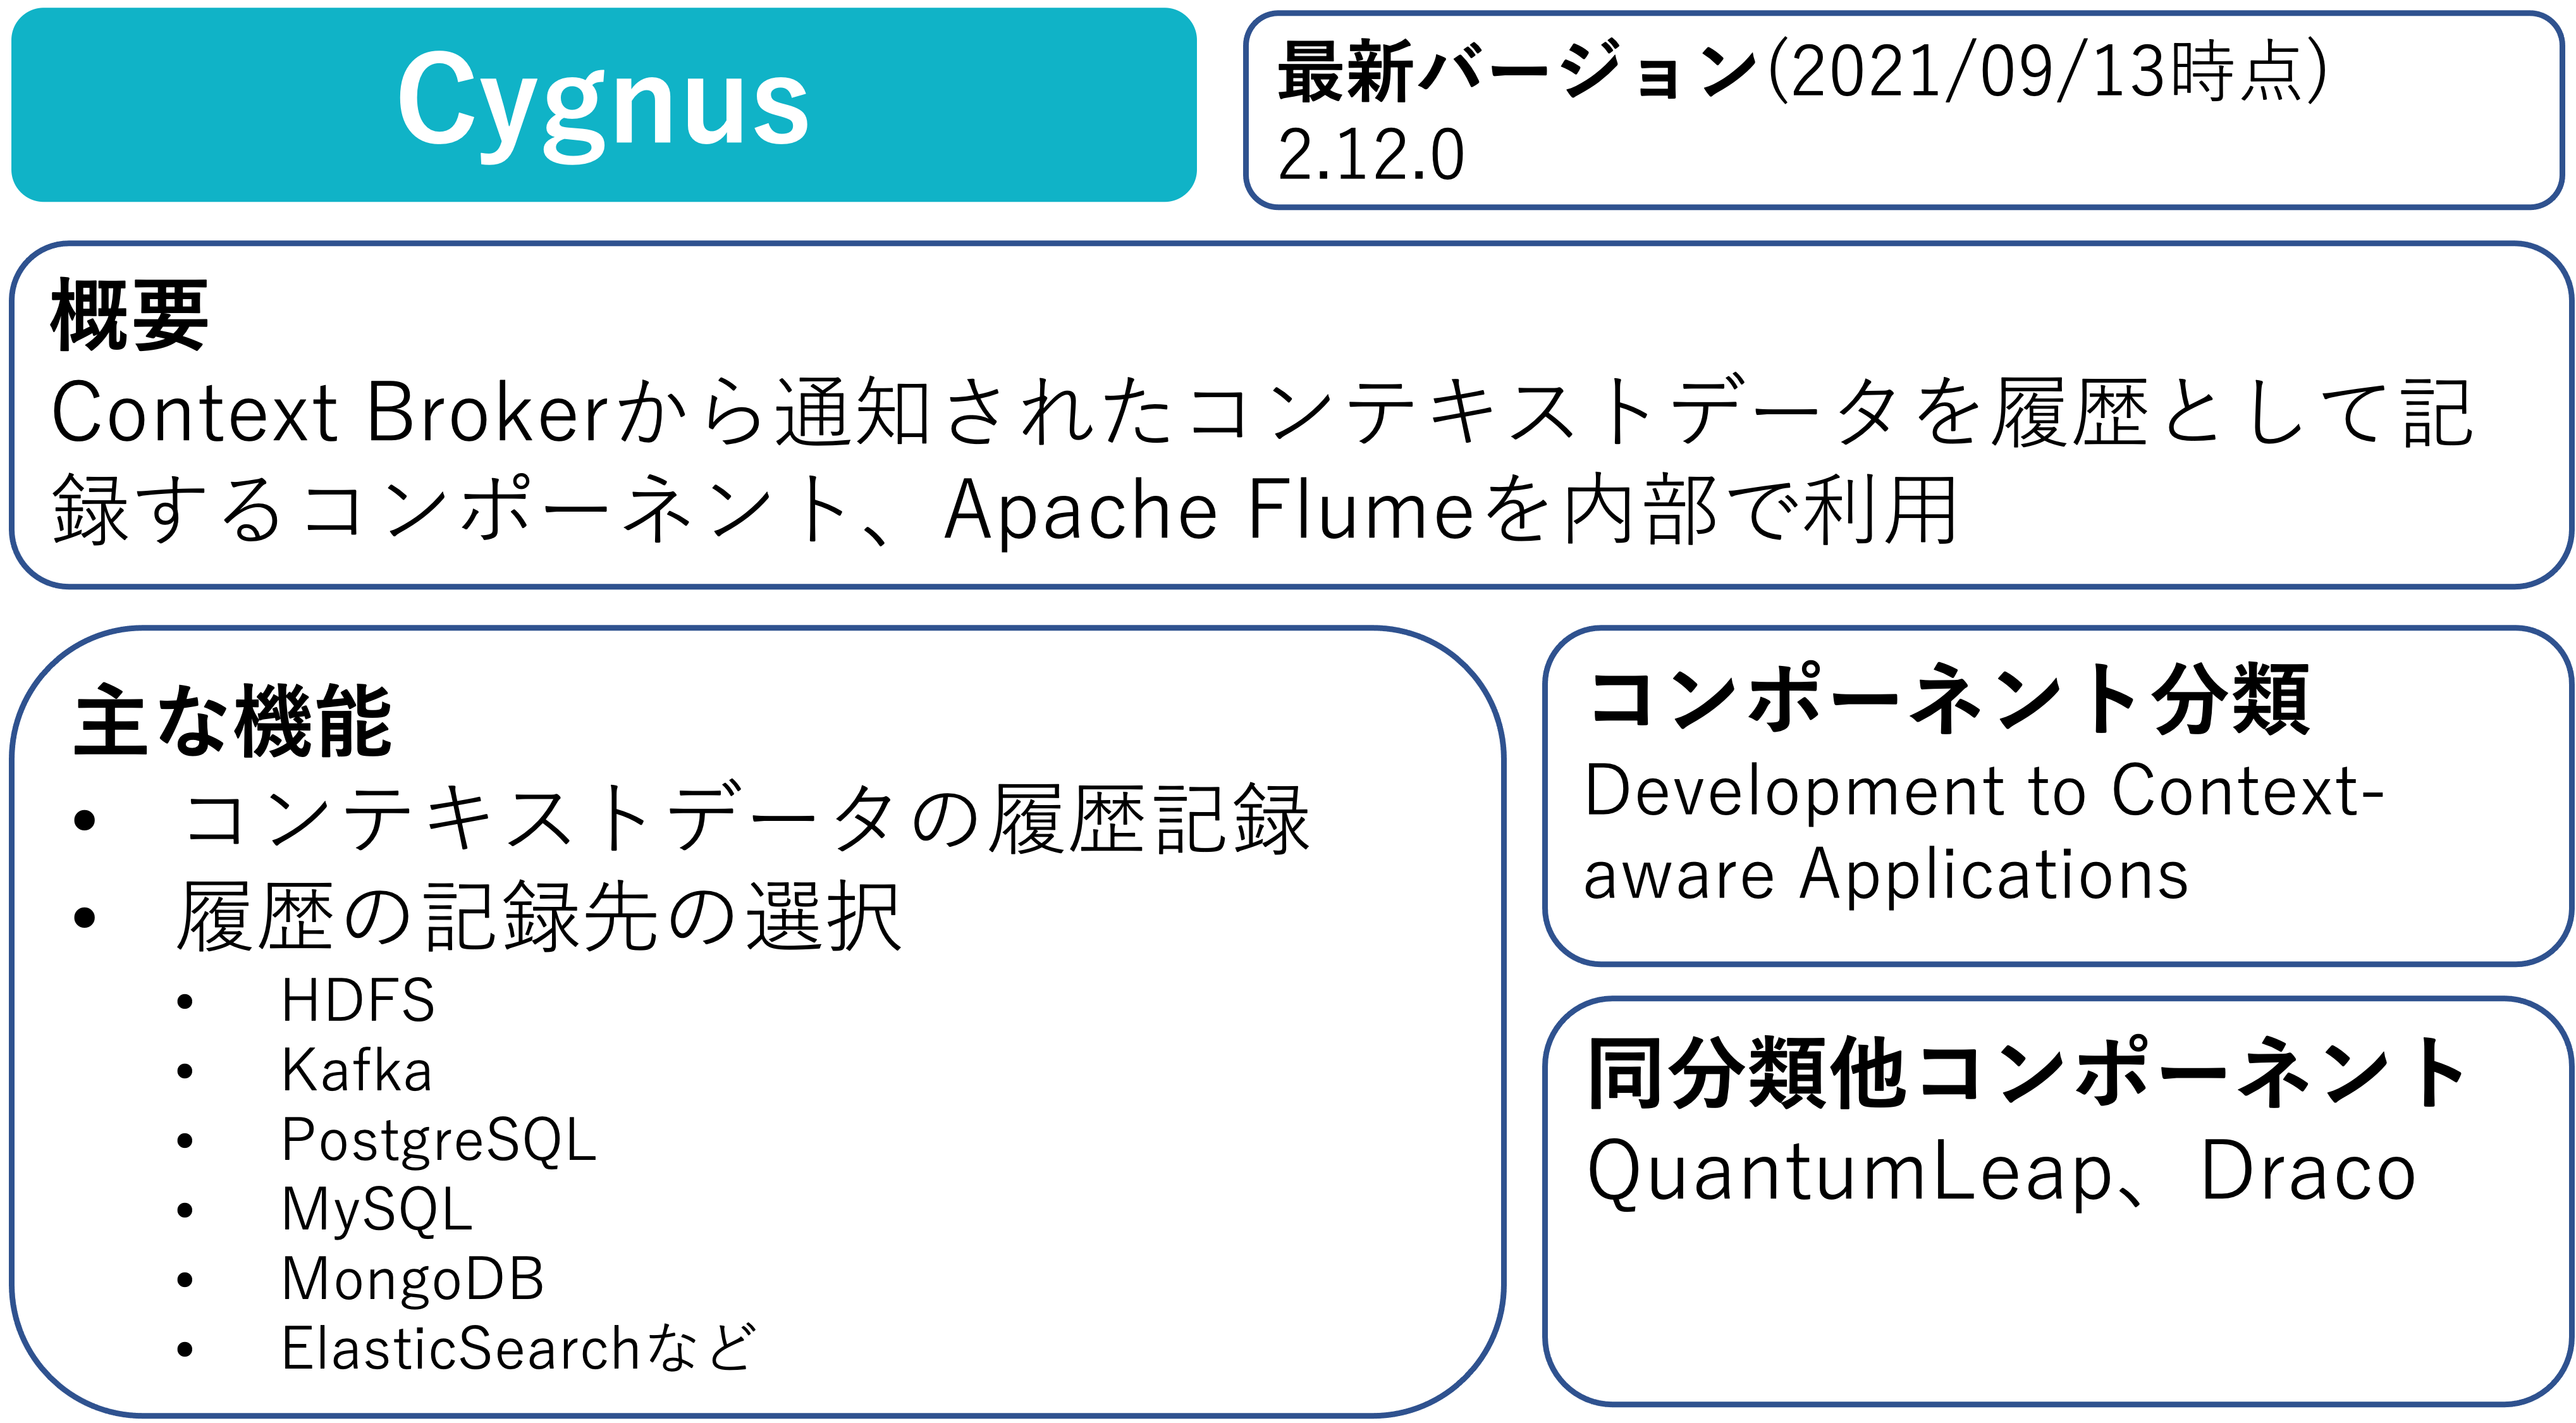 Cygnus
最新バージョン(2021/09/13時点)
2.12.0
概要
Context Brokerから通知されたコンテキストデータを履歴として記
録するコンポーネント、Apache Flumeを内部で利用
主な機能
• コンテキストデータの履歴記録
• 履歴の記録先の選択
• HDFS
• Kafka
• PostgreSQL
• MySQL
• MongoDB
• ElasticSearchなど
コンポーネント分類
Development to Context-
aware Applications
同分類他コンポーネント
QuantumLeap、Draco